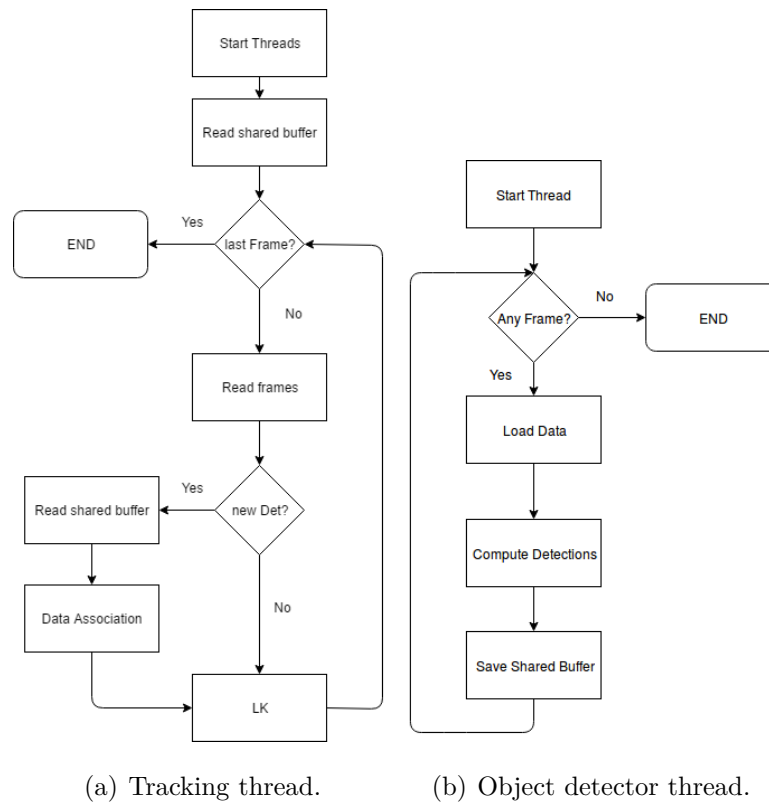 Start Threads
Read shared buffer
last Frame?
Yes
END
No
Read frames
new Det?
Yes
Read shared buffer
Data Association
No
LK
(a) Tracking thread.
Start Thread
Any Frame?
No
END
Yes
Load Data
Compute Detections
Save Shared Buffer
(b) Object detector thread.